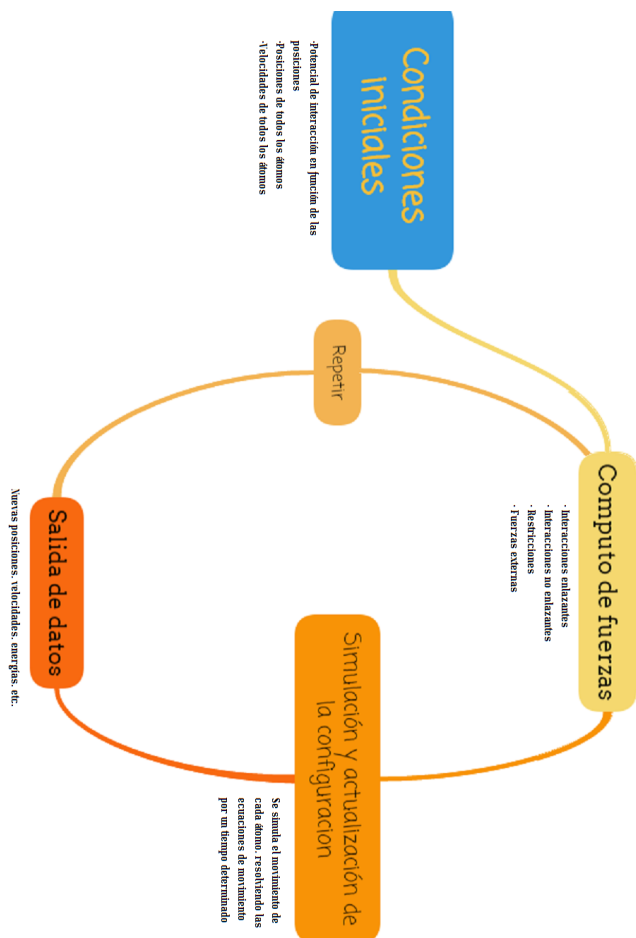 Condiciones
iniciales
·Potencial de interacción en función de las
posiciones
·Posiciones de todos los átomos
·Velocidades de todos los átomos
Repetir
Computo de fuerzas
· Interacciones enlazantes
· Interacciones no enlazantes
· Restricciones
· Fuerzas externas
Simulación y actualización de
la configuracion
Se simula el movimiento de
cada átomo, resolviendo las
ecuaciones de movimiento
por un tiempo determinado
Salida de datos
Nuevas posiciones, velocidades, energías, etc.